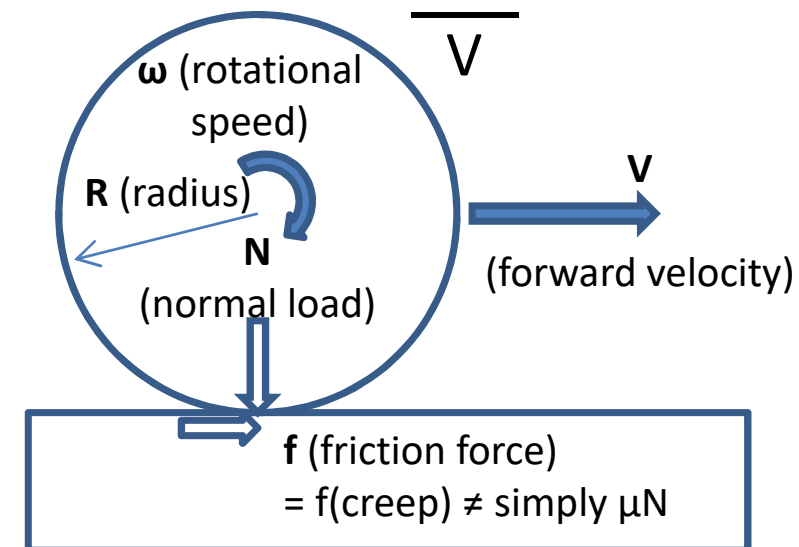 V
ω (rotational
speed)
R (radius)
V
N
(forward velocity)
(normal load)
f (friction force)
= f(creep) ≠ simply μN